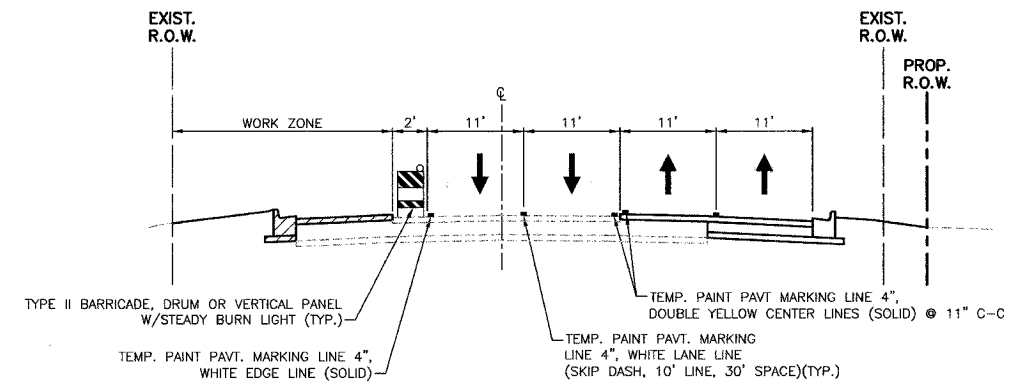 EXIST.
R.O.W.
EXIST.
R.O.W.
PROP.
R.O.W.
℄
WORK ZONE
2'
11'
11'
11'
11'
TYPE II BARRICADE, DRUM OR VERTICAL PANEL
W/STEADY BURN LIGHT (TYP.)
TEMP. PAINT PAVT. MARKING LINE 4",
WHITE EDGE LINE (SOLID)
TEMP. PAINT PAVT MARKING LINE 4",
DOUBLE YELLOW CENTER LINES (SOLID) @ 11" C-C
TEMP. PAINT PAVT. MARKING
LINE 4", WHITE LANE LINE
(SKIP DASH, 10' LINE, 30' SPACE)(TYP.)